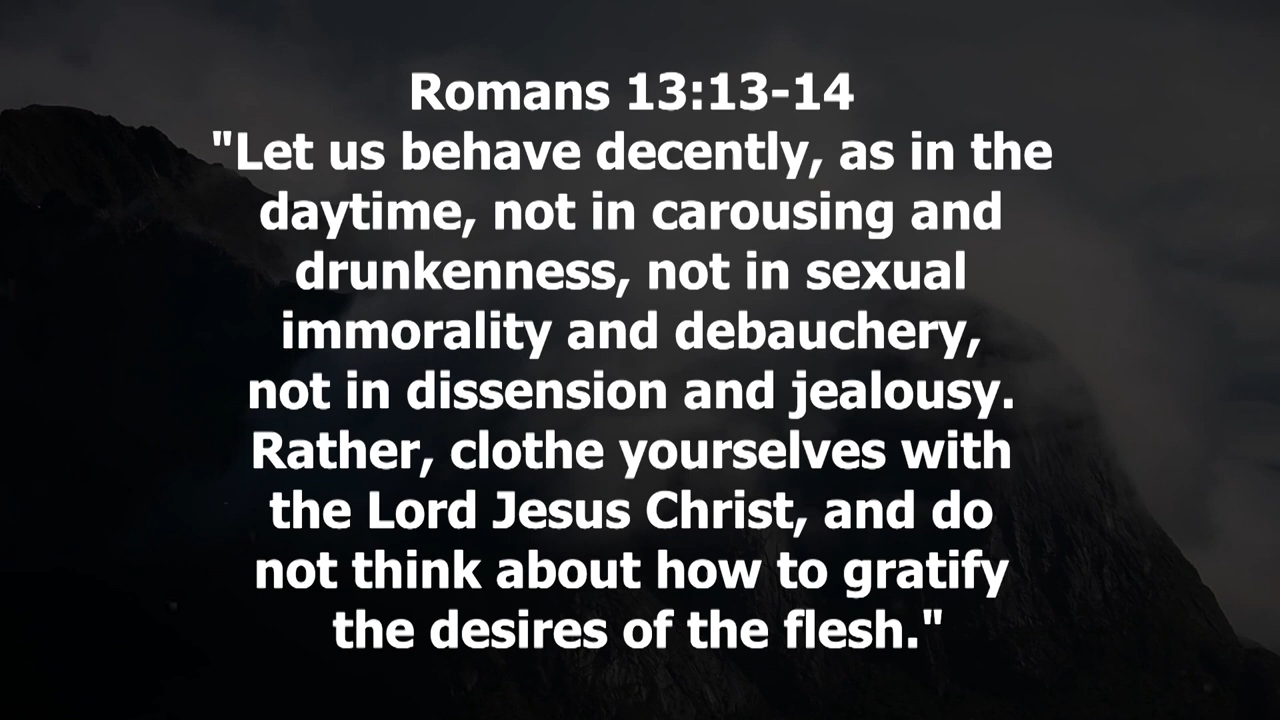 Romans 13:13-14
"Let us behave decently, as in the
daytime, not in carousing and
drunkenness, not in sexual
immorality and debauchery,
not in dissension and jealousy.
Rather, clothe yourselves with
the Lord Jesus Christ, and do
not think about how to gratify
the desires of the flesh."